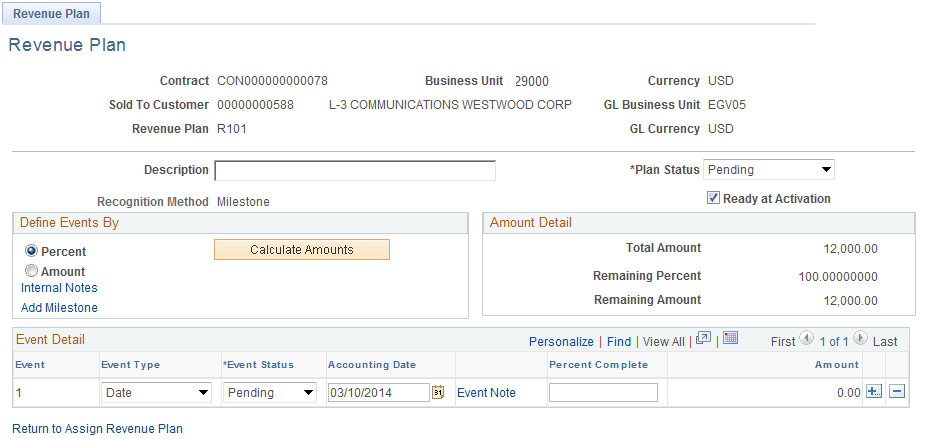 Revenue Plan
Revenue Plan
Contract CON000000000078 Business Unit 29000 Currency USD
Sold To Customer 00000000588 L-3 COMMUNICATIONS WESTWOOD CORP GL Business Unit EGV05
Revenue Plan R101 GL Currency USD
Description *Plan Status Pending
Recognition Method Milestone Ready at Activation
Define Events By Amount Detail
Percent Calculate Amounts Total Amount 12,000.00
Amount Remaining Percent 100.00000000
Internal Notes Remaining Amount 12,000.00
Add Milestone
Event Detail Personalize | Find | View All | 31 | First 1 of 1 Last
Event Event Type *Event Status Accounting Date Percent Complete Amount
1 Date Pending 03/10/2014 31 Event Note 0.00
Return to Assign Revenue Plan